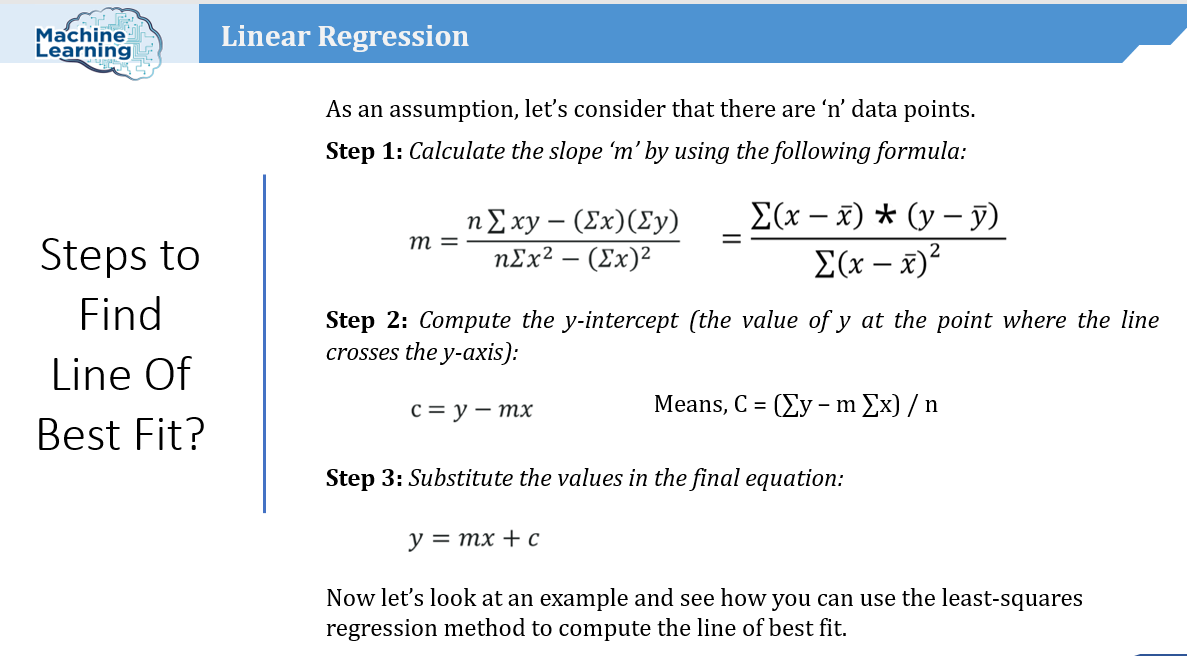 Machine
Learning
Linear Regression
Steps to
Find
Line Of
Best Fit?
As an assumption, let’s consider that there are ‘n’ data points.
Step 1: Calculate the slope ‘m’ by using the following formula:
m = (n∑xy − (Σx)(Σy)) / (nΣx² − (Σx)²) = ∑(x − x̄) * (y − ȳ) / ∑(x − x̄)²
Step 2: Compute the y-intercept (the value of y at the point where the line
crosses the y-axis):
c = y − mx
Means, C = (∑y – m ∑x) / n
Step 3: Substitute the values in the final equation:
y = mx + c
Now let’s look at an example and see how you can use the least-squares
regression method to compute the line of best fit.